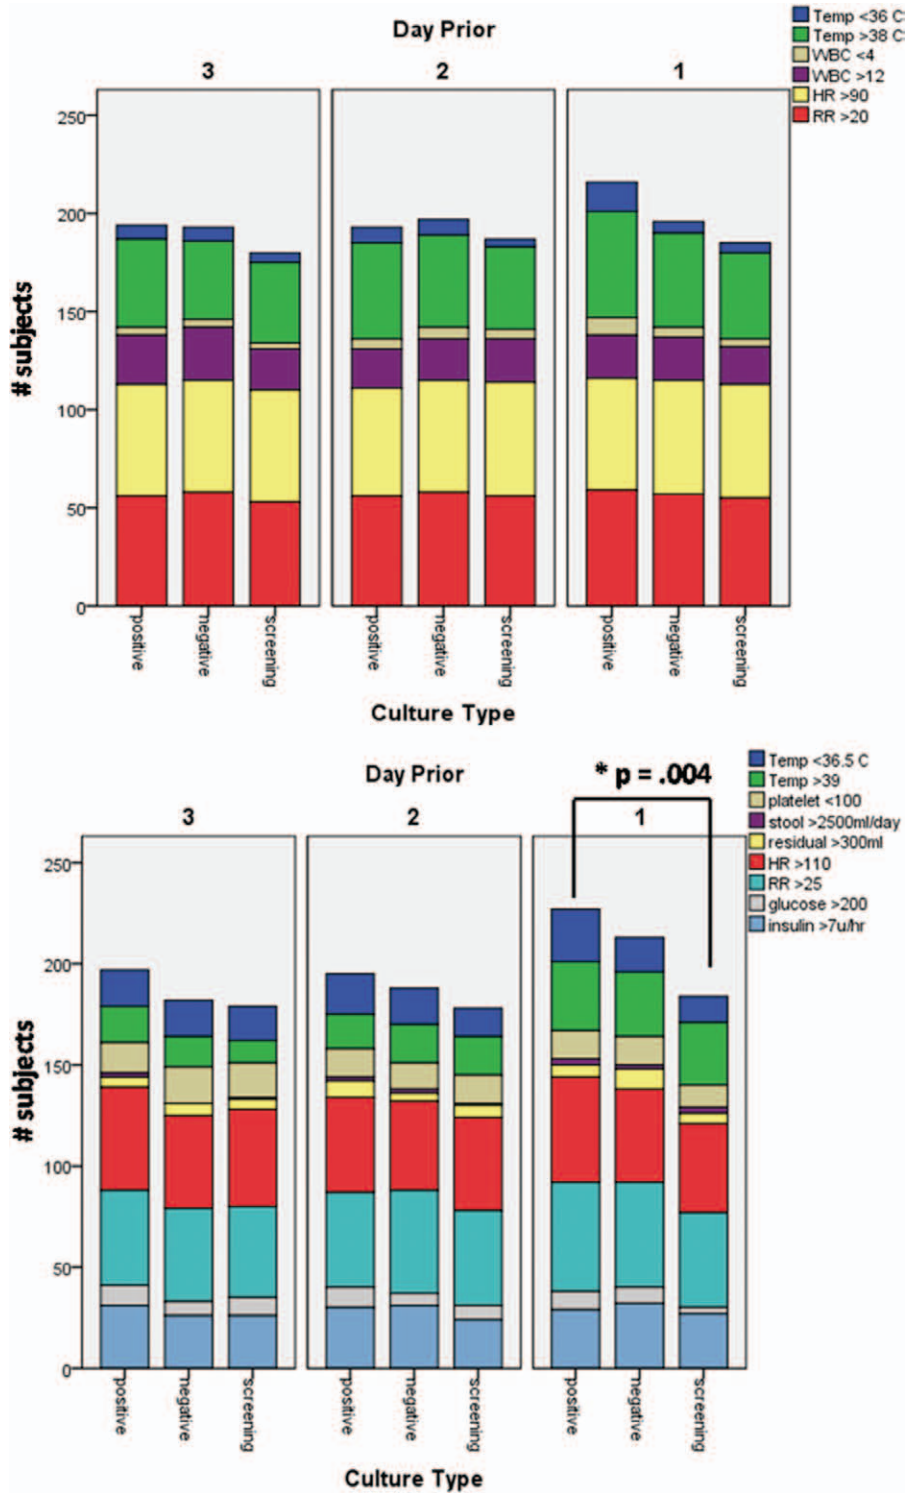 Day Prior
3
2
1
Temp <36 C
Temp >38 C
WBC <4
WBC >12
HR >90
RR >20
# subjects
250
200
150
100
50
0
positive
negative
screening
positive
negative
screening
positive
negative
screening
Culture Type
Day Prior
* p = .004
3
2
1
Temp <36.5 C
Temp >39
platelet <100
stool >2500ml/day
residual >300ml
HR >110
RR >25
glucose >200
insulin >7u/hr
# subjects
250
200
150
100
50
0
positive
negative
screening
positive
negative
screening
positive
negative
screening
Culture Type